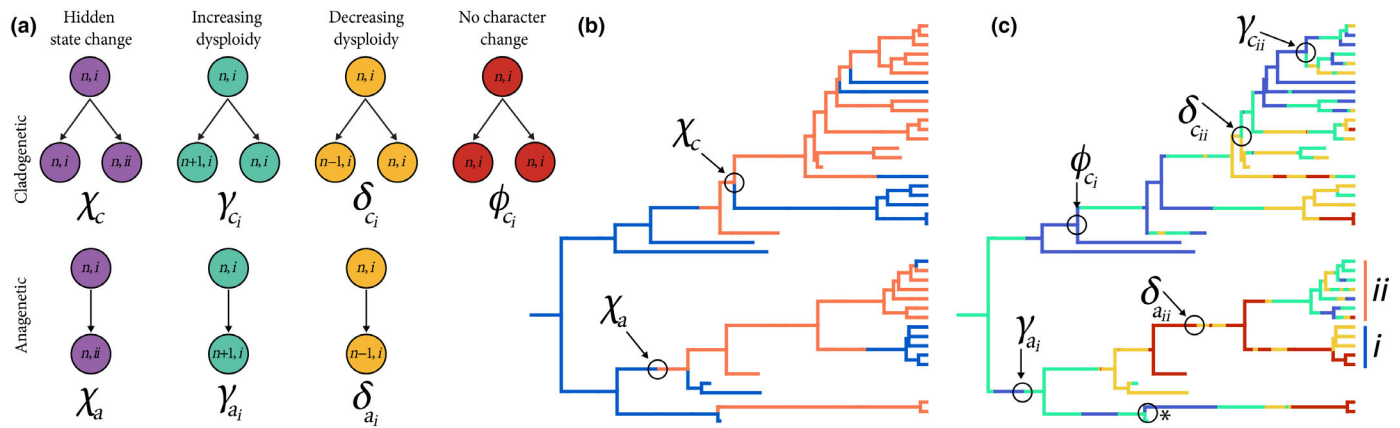 (a)
Hidden state change
Increasing dysploidy
Decreasing dysploidy
No character change
Cladogenetic
n, i
n, i
n, i
n, i
n, i
n, ii
n+1, i
n, i
n−1, i
n, i
n, i
n, i
χc
γci
δci
ϕci
Anagenetic
n, i
n, i
n, i
n, ii
n+1, i
n−1, i
χa
γai
δai
(b)
χc
χa
(c)
γcii
δcii
ϕci
δaii
γai
*
ii
i